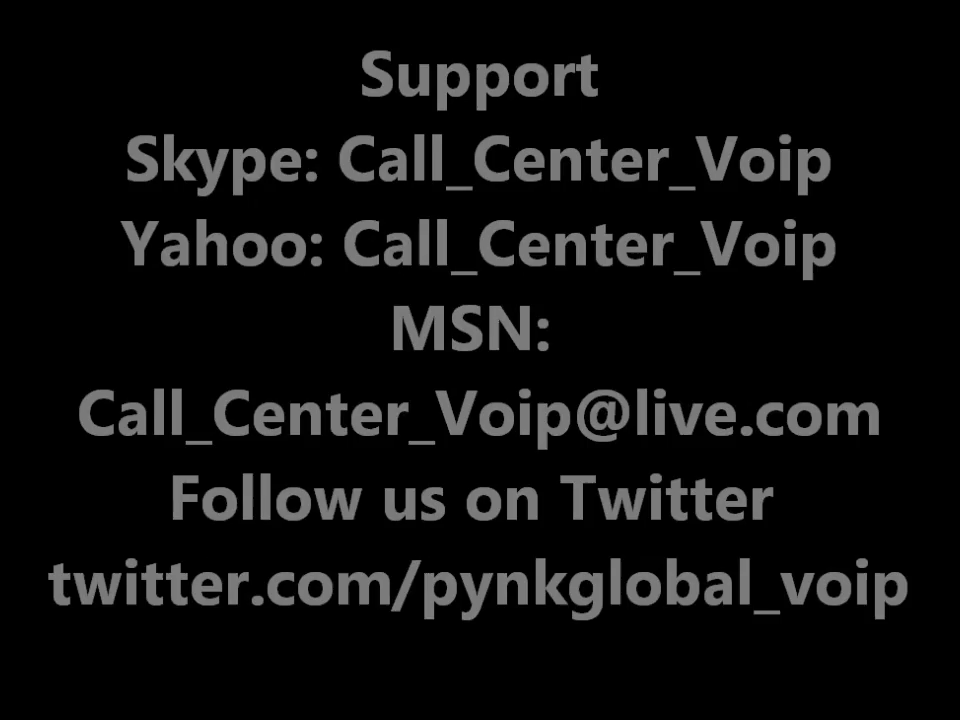 Support
Skype: Call_Center_Voip
Yahoo: Call_Center_Voip
MSN:
Call_Center_Voip@live.com
Follow us on Twitter
twitter.com/pynkglobal_voip